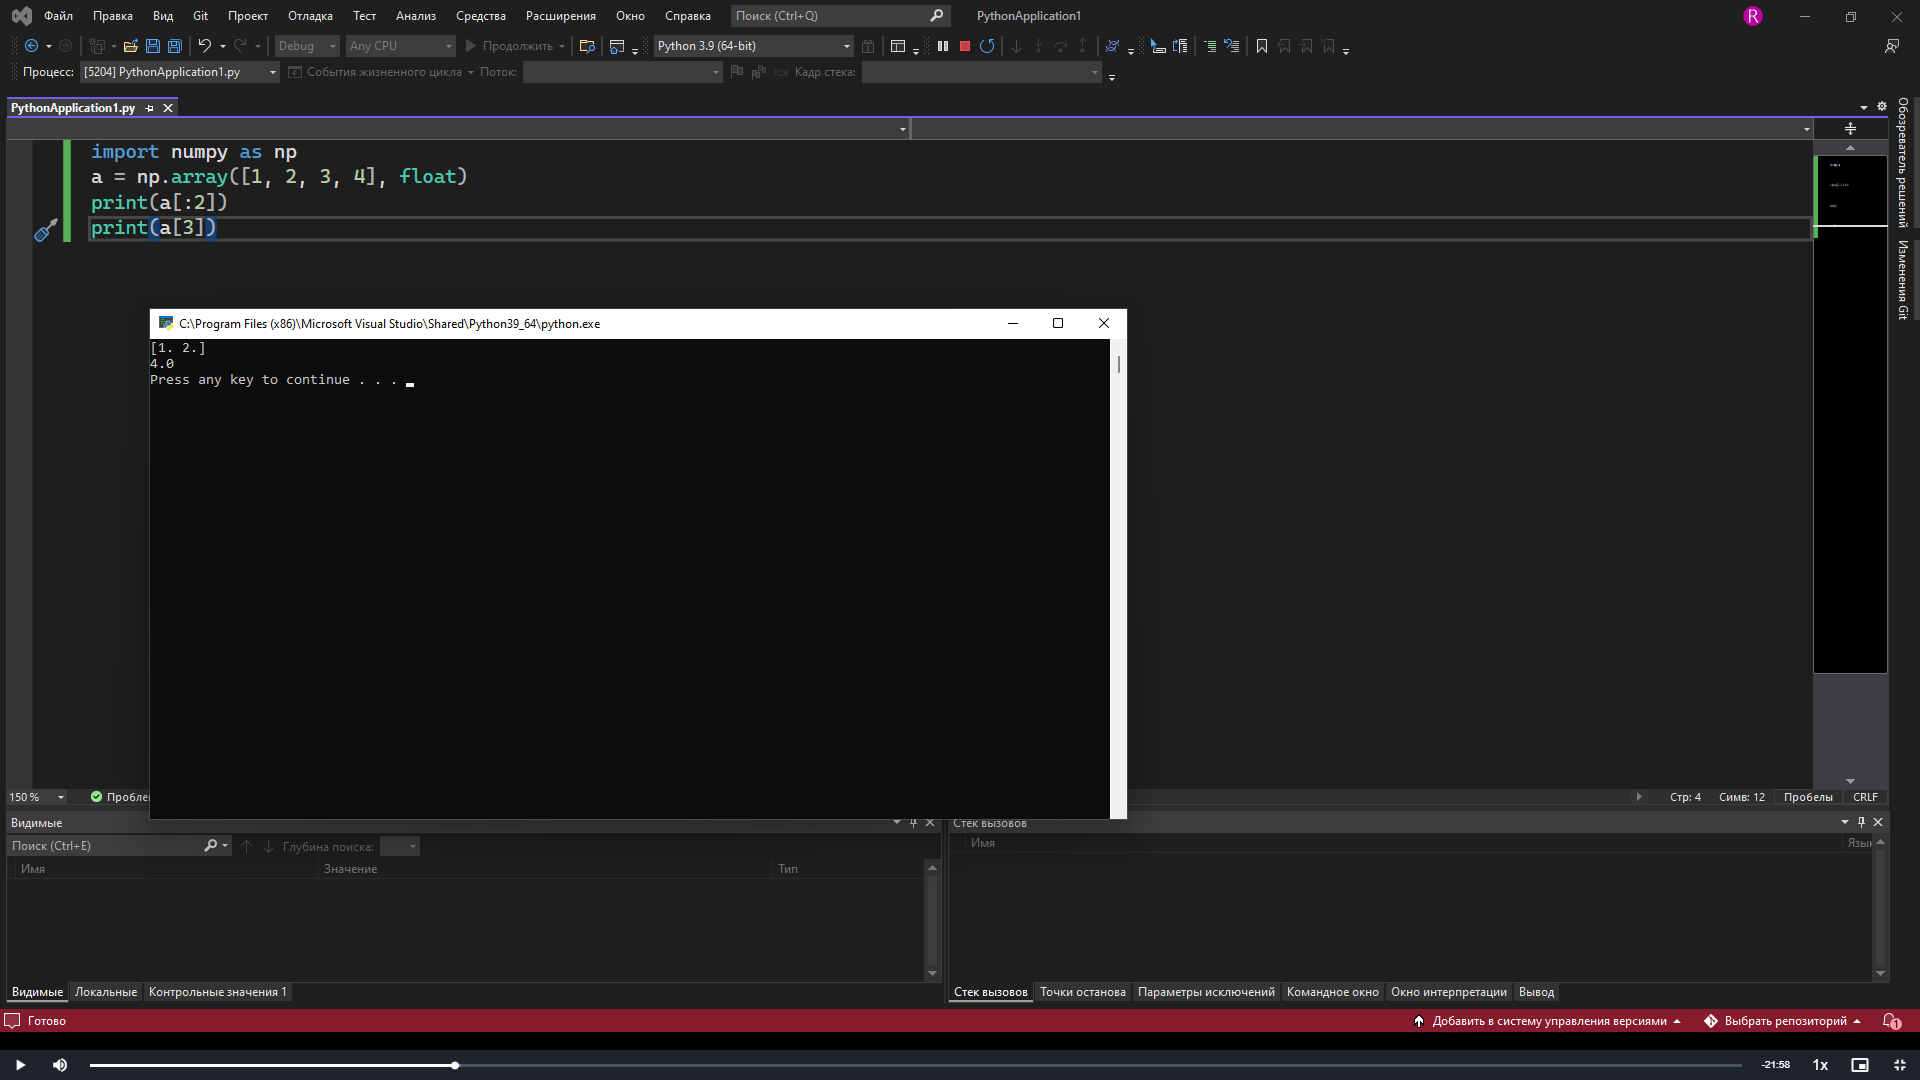 Файл Правка Вид Git Проект Отладка Тест Анализ Средства Расширения Окно Справка Поиск (Ctrl+Q) PythonApplication1 R
Debug Any CPU Продолжить Python 3.9 (64-bit)
Процесс: [5204] PythonApplication1.py События жизненного цикла Поток: Кадр стека:
PythonApplication1.py
import numpy as np
a = np.array([1, 2, 3, 4], float)
print(a[:2])
print(a[3])
Обозреватель решений
Изменения Git
C:\Program Files (x86)\Microsoft Visual Studio\Shared\Python39_64\python.exe
[1. 2.]
4.0
Press any key to continue . . .
150 % Пробле Стр: 4 Симв: 12 Пробелы CRLF
Видимые
Поиск (Ctrl+E) Глубина поиска:
Имя Значение Тип
Видимые Локальные Контрольные значения 1
Стек вызовов
Имя Язык
Стек вызовов Точки останова Параметры исключений Командное окно Окно интерпретации Вывод
Готово Добавить в систему управления версиями Выбрать репозиторий 1
-21:58 1x